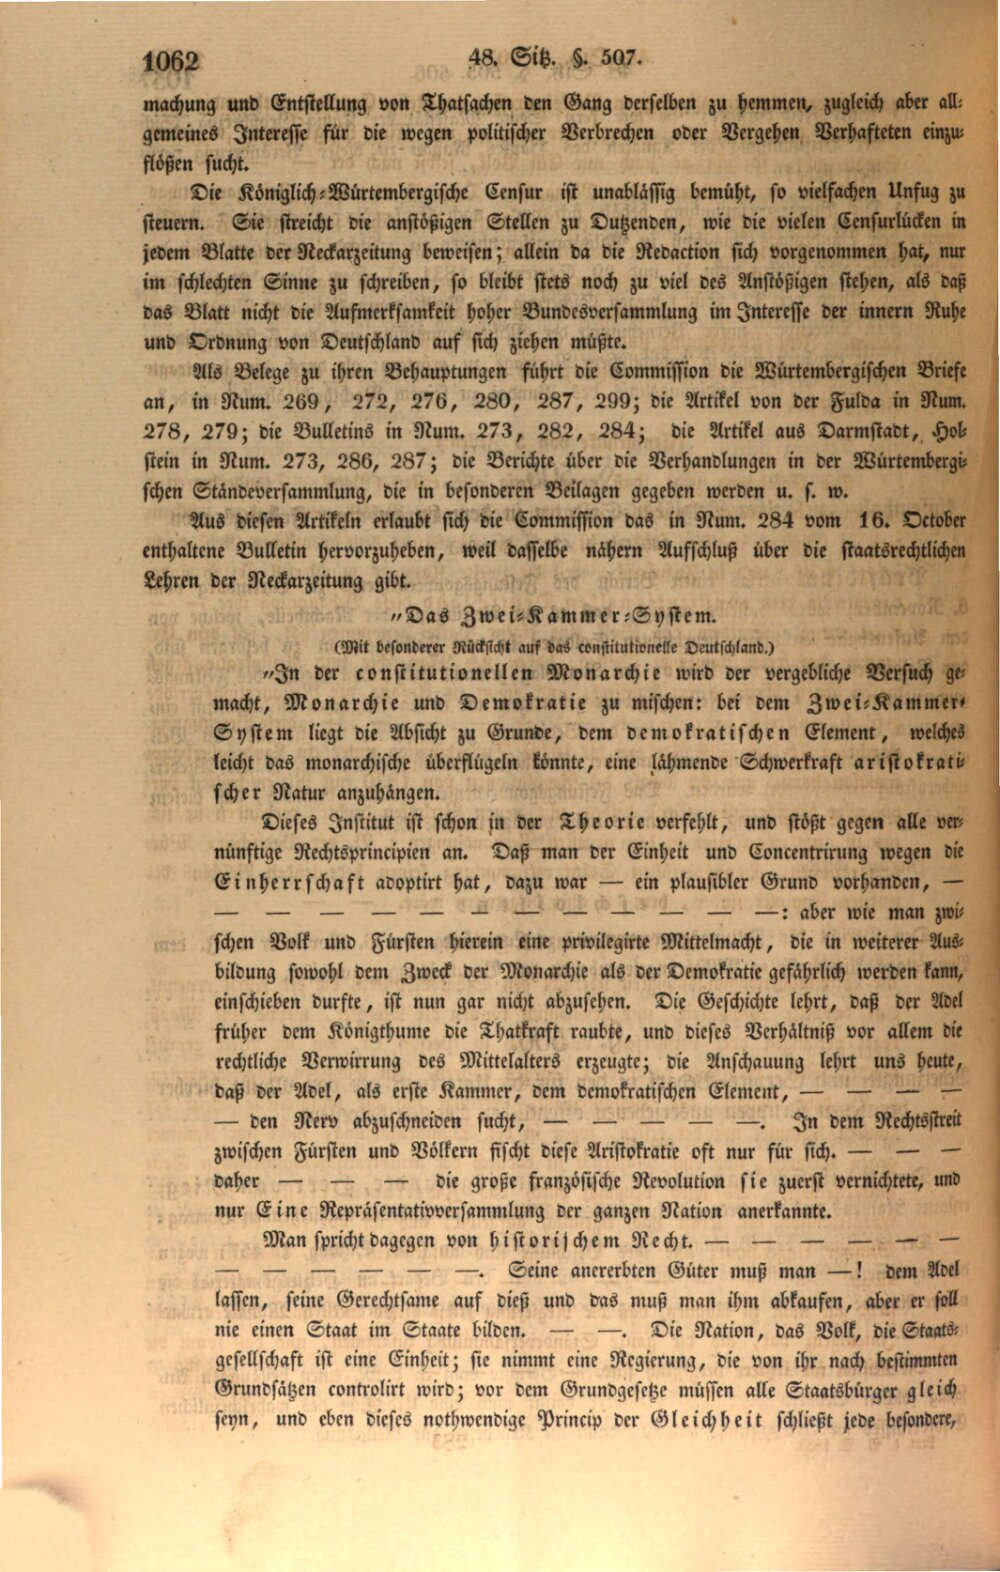 1062 48. Sitz. §. 507.
machung und Entstellung von Thatsachen den Gang derselben zu hemmen, zugleich aber all-
gemeines Interesse für die wegen politischer Verbrechen oder Vergehen Verhafteten einzu-
flößen sucht.
Die Königlich-Würtembergische Censur ist unablässig bemüht, so vielfachen Unfug zu
steuern. Sie streicht die anstößigen Stellen zu Dutzenden, wie die vielen Censurlücken in
jedem Blatte der Neckarzeitung beweisen; allein da die Redaction sich vorgenommen hat, nur
im schlechten Sinne zu schreiben, so bleibt stets noch zu viel des Anstößigen stehen, als daß
das Blatt nicht die Aufmerksamkeit hoher Bundesversammlung im Interesse der innern Ruhe
und Ordnung von Deutschland auf sich ziehen müßte.
Als Belege zu ihren Behauptungen führt die Commission die Würtembergischen Briefe
an, in Num. 269, 272, 276, 280, 287, 299; die Artikel von der Fulda in Num.
278, 279; die Bulletins in Num. 273, 282, 284; die Artikel aus Darmstadt, Hol-
stein in Num. 273, 286, 287; die Berichte über die Verhandlungen in der Würtembergi-
schen Ständeversammlung, die in besonderen Beilagen gegeben werden u. s. w.
Aus diesen Artikeln erlaubt sich die Commission das in Num. 284 vom 16. October
enthaltene Bulletin hervorzuheben, weil dasselbe nähern Aufschluß über die staatsrechtlichen
Lehren der Neckarzeitung gibt.
„Das Zwei-Kammer-System.
(Mit besonderer Rücksicht auf das constitutionelle Deutschland.)
„In der constitutionellen Monarchie wird der vergebliche Versuch ge-
macht, Monarchie und Demokratie zu mischen: bei dem Zwei-Kammer-
System liegt die Absicht zu Grunde, dem demokratischen Element, welches
leicht das monarchische überflügeln könnte, eine lähmende Schwerkraft aristokrati-
scher Natur anzuhängen.
Dieses Institut ist schon in der Theorie verfehlt, und stößt gegen alle ver-
nünftige Rechtsprincipien an. Daß man der Einheit und Concentrirung wegen die
Einherrschaft adoptirt hat, dazu war — ein plausibler Grund vorhanden, —
— — — — — — — — — — — — —: aber wie man zwi-
schen Volk und Fürsten hierein eine privilegirte Mittelmacht, die in weiterer Aus-
bildung sowohl dem Zweck der Monarchie als der Demokratie gefährlich werden kann,
einschieben durfte, ist nun gar nicht abzusehen. Die Geschichte lehrt, daß der Adel
früher dem Königthume die Thatkraft raubte, und dieses Verhältniß vor allem die
rechtliche Verwirrung des Mittelalters erzeugte; die Anschauung lehrt uns heute,
daß der Adel, als erste Kammer, dem demokratischen Element, — — — —
— den Nerv abzuschneiden sucht, — — — — —. In dem Rechtsstreit
zwischen Fürsten und Völkern fischt diese Aristokratie oft nur für sich. — — —
daher — — — die große französische Revolution sie zuerst vernichtete, und
nur Eine Repräsentativversammlung der ganzen Nation anerkannte.
Man spricht dagegen von historischem Recht. — — — — — —
— — — — — —. Seine anererbten Güter muß man —! dem Adel
lassen, seine Gerechtsame auf dieß und das muß man ihm abkaufen, aber er soll
nie einen Staat im Staate bilden. — —. Die Nation, das Volk, die Staats-
gesellschaft ist eine Einheit; sie nimmt eine Regierung, die von ihr nach bestimmten
Grundsätzen controlirt wird; vor dem Grundgesetze müssen alle Staatsbürger gleich
seyn, und eben dieses nothwendige Princip der Gleichheit schließt jede besondere,